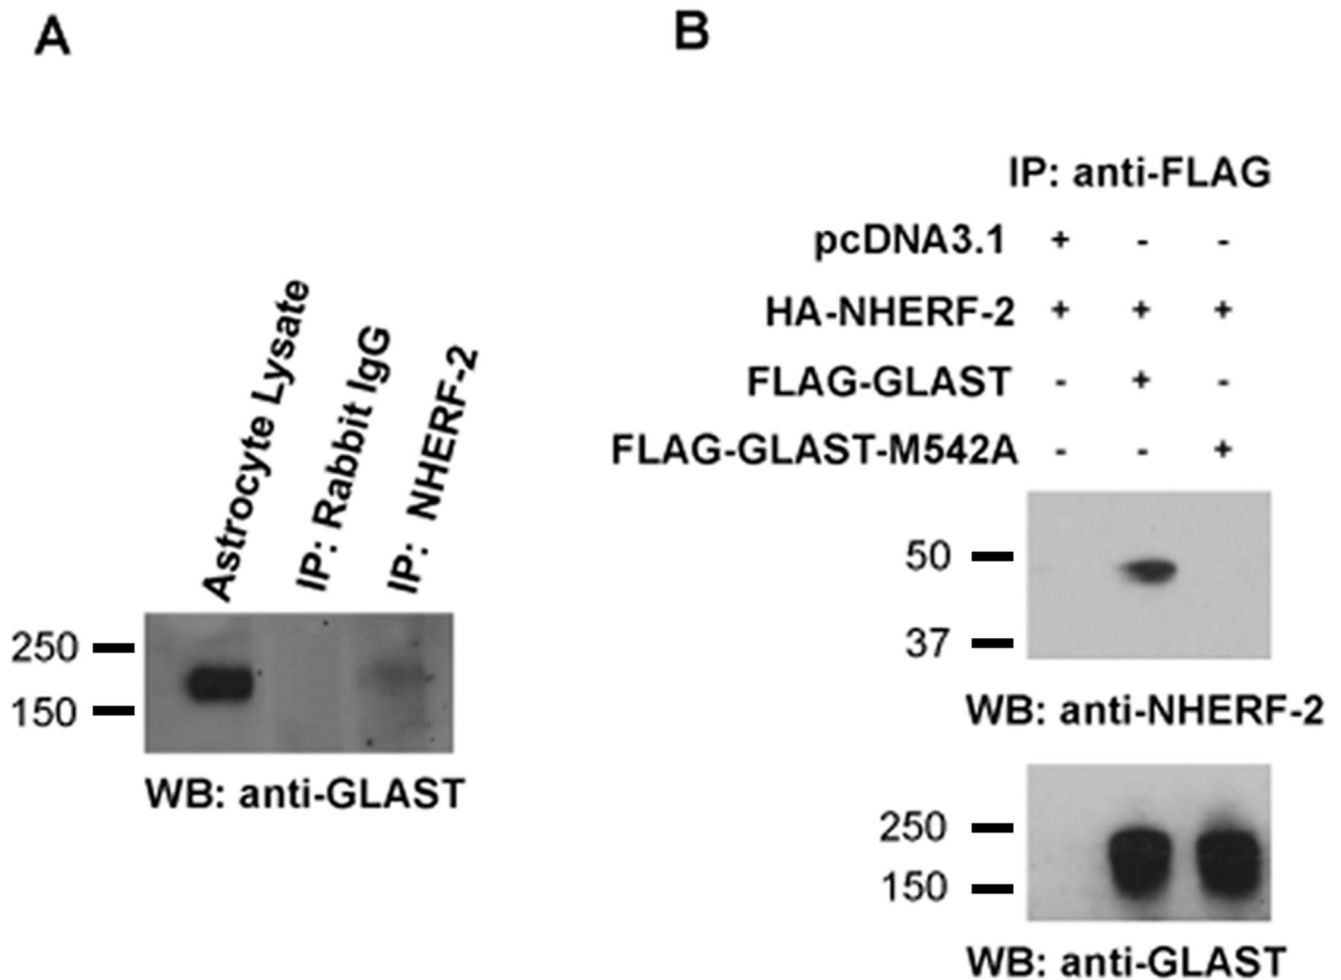 A
Astrocyte Lysate
IP: Rabbit IgG
IP: NHERF-2
250
150
WB: anti-GLAST
B
IP: anti-FLAG
pcDNA3.1 + - -
HA-NHERF-2 + + +
FLAG-GLAST - + -
FLAG-GLAST-M542A - - +
50
37
WB: anti-NHERF-2
250
150
WB: anti-GLAST